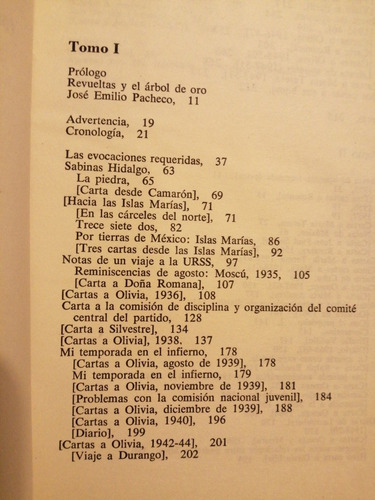 Tomo I
Prólogo
Revueltas y el árbol de oro
José Emilio Pacheco, 11
Advertencia, 19
Cronología, 21
Las evocaciones requeridas, 37
Sabinas Hidalgo, 63
La piedra, 65
[Carta desde Camarón], 69
[Hacia las Islas Marías], 71
[En las cárceles del norte], 71
Trece siete dos, 82
Por tierras de México: Islas Marías, 86
[Tres cartas desde las Islas Marías], 92
Notas de un viaje a la URSS, 97
Reminiscencias de agosto: Moscú, 1935, 105
[Carta a Doña Romana], 107
[Cartas a Olivia, 1936], 108
Carta a la comisión de disciplina y organización del comité
central del partido, 128
[Carta a Silvestre], 134
[Cartas a Olivia], 1938. 137
Mi temporada en el infierno, 178
[Cartas a Olivia, agosto de 1939], 178
Mi temporada en el infierno, 179
[Cartas a Olivia, noviembre de 1939], 181
[Problemas con la comisión nacional juvenil], 184
[Cartas a Olivia, diciembre de 1939], 188
[Cartas a Olivia, 1940], 196
[Diario], 199
[Cartas a Olivia, 1942-44], 201
[Viaje a Durango], 202